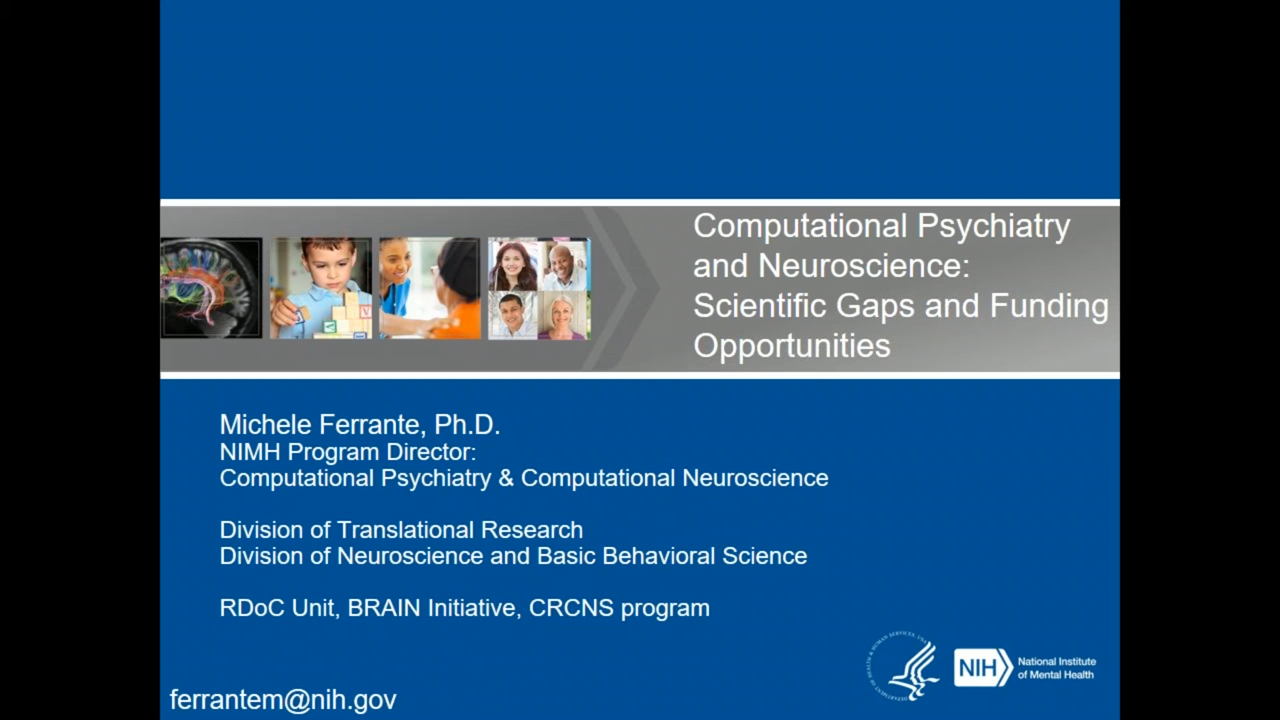 Computational Psychiatry
and Neuroscience:
Scientific Gaps and Funding
Opportunities
Michele Ferrante, Ph.D.
NIMH Program Director:
Computational Psychiatry & Computational Neuroscience
Division of Translational Research
Division of Neuroscience and Basic Behavioral Science
RDoC Unit, BRAIN Initiative, CRCNS program
NIH
National Institute
of Mental Health
ferrantem@nih.gov